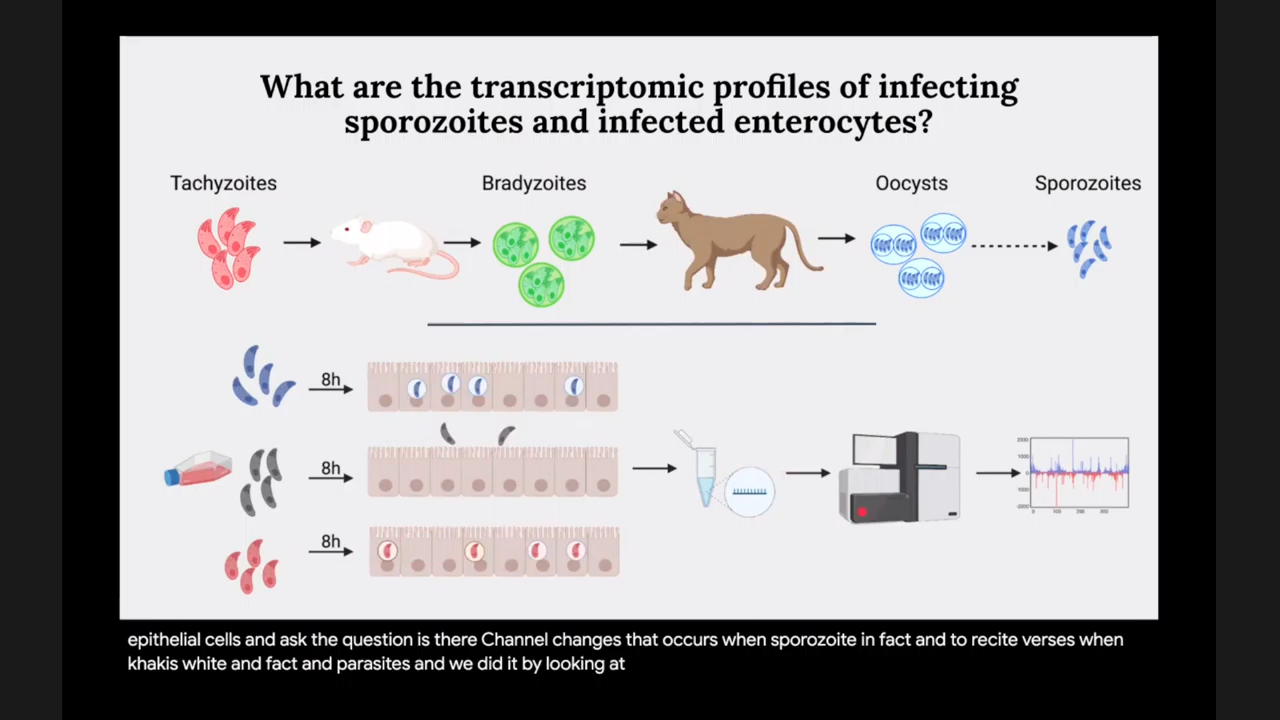 What are the transcriptomic profiles of infecting
sporozoites and infected enterocytes?
Tachyzoites
Bradyzoites
Oocysts
Sporozoites
8h
8h
8h
epithelial cells and ask the question is there Channel changes that occurs when sporozoite in fact and to recite verses when
khakis white and fact and parasites and we did it by looking at